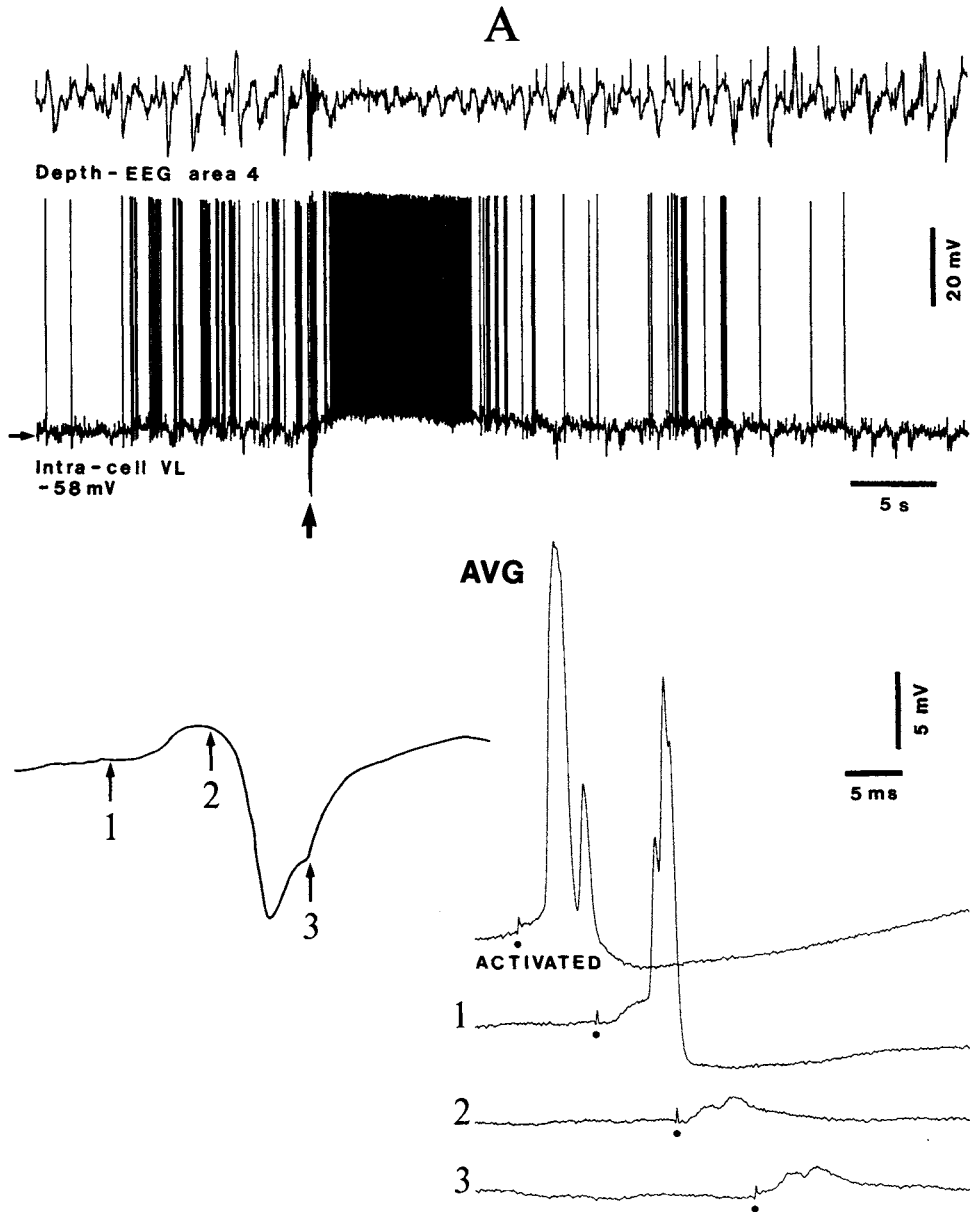 A
Depth-EEG area 4
20 mV
Intra-cell VL
-58 mV
5 s
AVG
5 mV
5 ms
1
2
3
ACTIVATED
1
2
3